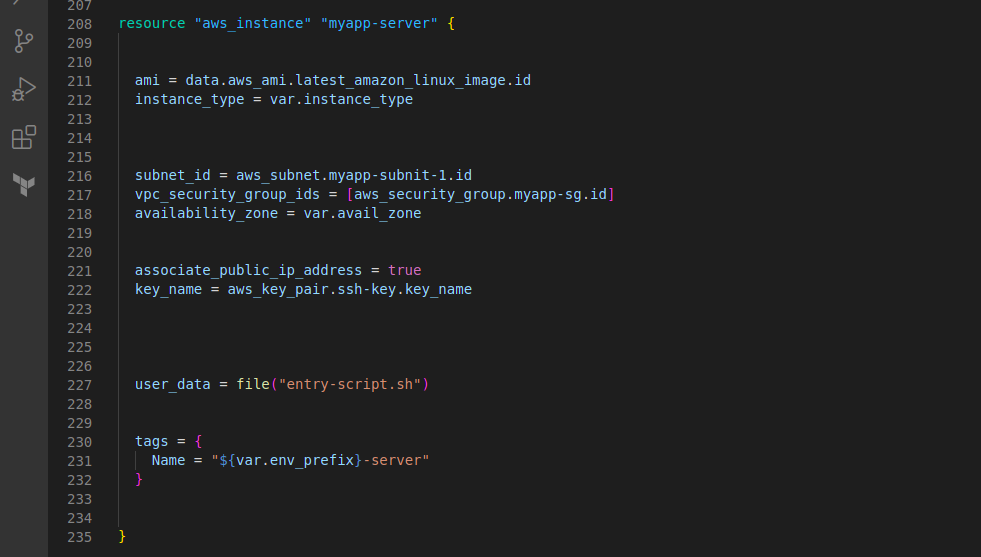 207
208 resource "aws_instance" "myapp-server" {
209
210
211 ami = data.aws_ami.latest_amazon_linux_image.id
212 instance_type = var.instance_type
213
214
215
216 subnet_id = aws_subnet.myapp-subnit-1.id
217 vpc_security_group_ids = [aws_security_group.myapp-sg.id]
218 availability_zone = var.avail_zone
219
220
221 associate_public_ip_address = true
222 key_name = aws_key_pair.ssh-key.key_name
223
224
225
226
227 user_data = file("entry-script.sh")
228
229
230 tags = {
231 Name = "${var.env_prefix}-server"
232 }
233
234
235 }